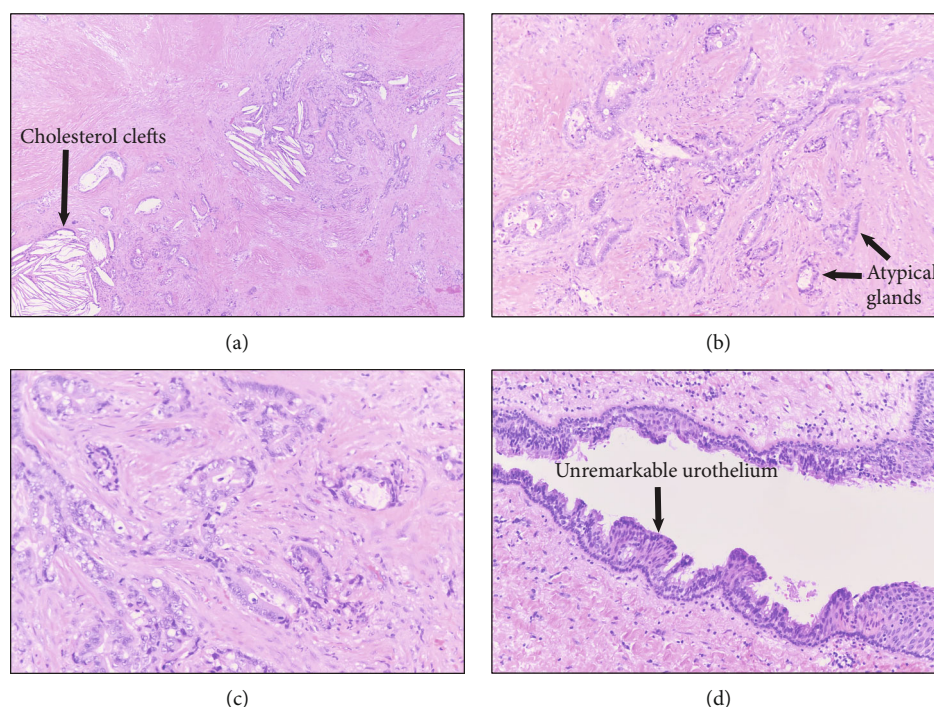 Cholesterol clefts
Atypical
glands
(a)
(b)
Unremarkable urothelium
(c)
(d)